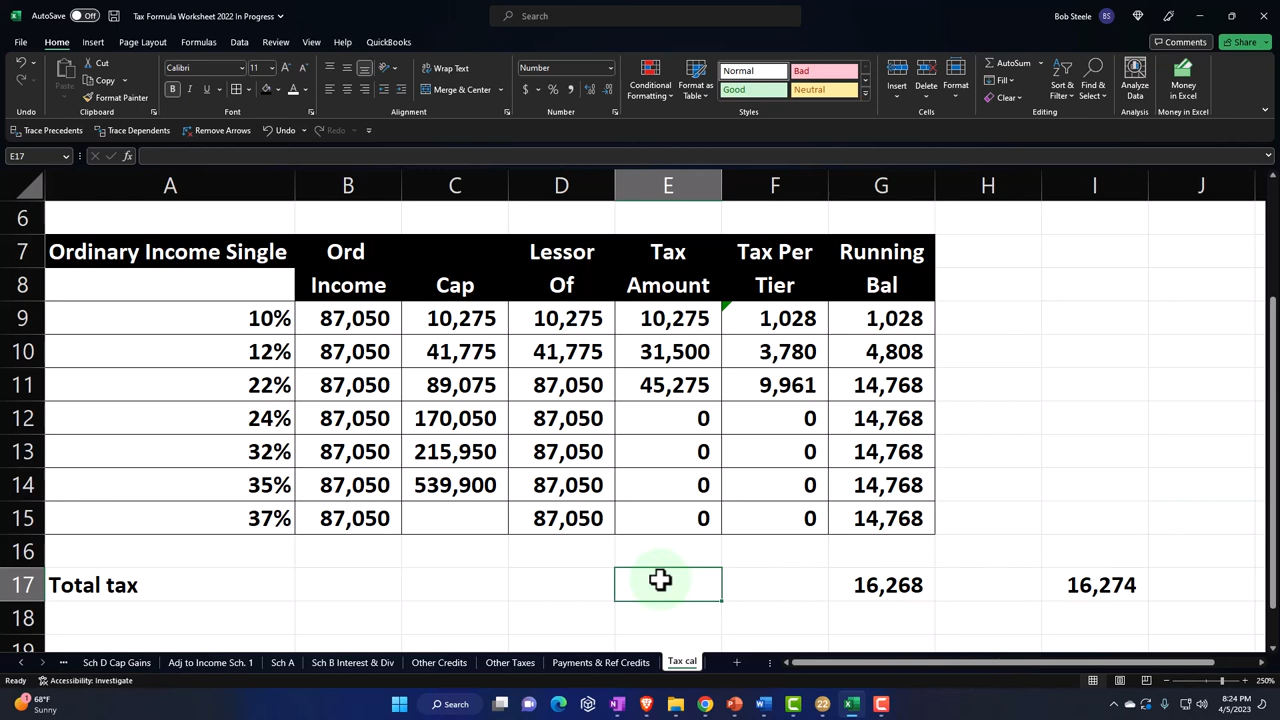 AutoSave Off Tax Formula Worksheet 2022 In Progress Search Bob Steele BS
File Home Insert Page Layout Formulas Data Review View Help QuickBooks Comments Share
Cut Calibri 11 Wrap Text Number Normal Bad AutoSum
Paste Copy Conditional Formatting Format as Table Good Neutral Insert Delete Format Fill Sort & Filter Find & Select Analyze Data Money in Excel
Format Painter B I U Merge & Center $ % Clear
Undo Clipboard Font Alignment Number Styles Cells Editing Analysis Money in Excel
Trace Precedents Trace Dependents Remove Arrows Undo Redo
E17 fx
A B C D E F G H I J
6
7 Ordinary Income Single Ord Lessor Tax Tax Per Running
8 Income Cap Of Amount Tier Bal
9 10% 87,050 10,275 10,275 10,275 1,028 1,028
10 12% 87,050 41,775 41,775 31,500 3,780 4,808
11 22% 87,050 89,075 87,050 45,275 9,961 14,768
12 24% 87,050 170,050 87,050 0 0 14,768
13 32% 87,050 215,950 87,050 0 0 14,768
14 35% 87,050 539,900 87,050 0 0 14,768
15 37% 87,050 87,050 0 0 14,768
16
17 Total tax 16,268 16,274
18
19
Sch D Cap Gains Adj to Income Sch. 1 Sch A Sch B Interest & Div Other Credits Other Taxes Payments & Ref Credits Tax cal
Ready Accessibility: Investigate 250%
68°F Search 8:24 PM
Sunny 4/5/2023